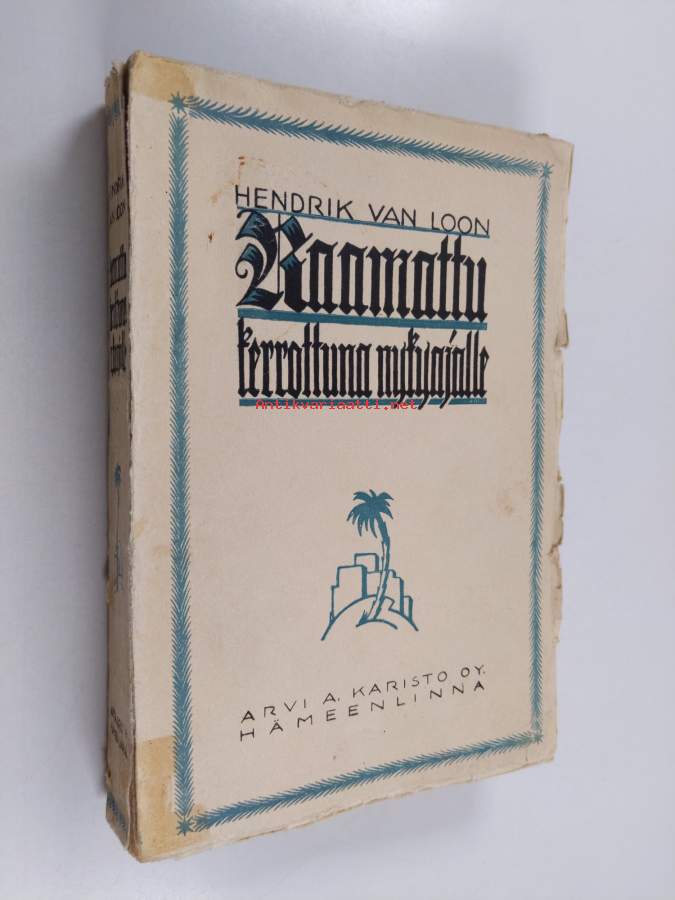 HENDRIK VAN LOON
Raamattu
kerrottuna nykyajalle
Antikvariaatti.net
ARVI A. KARISTO OY.
HÄMEENLINNA